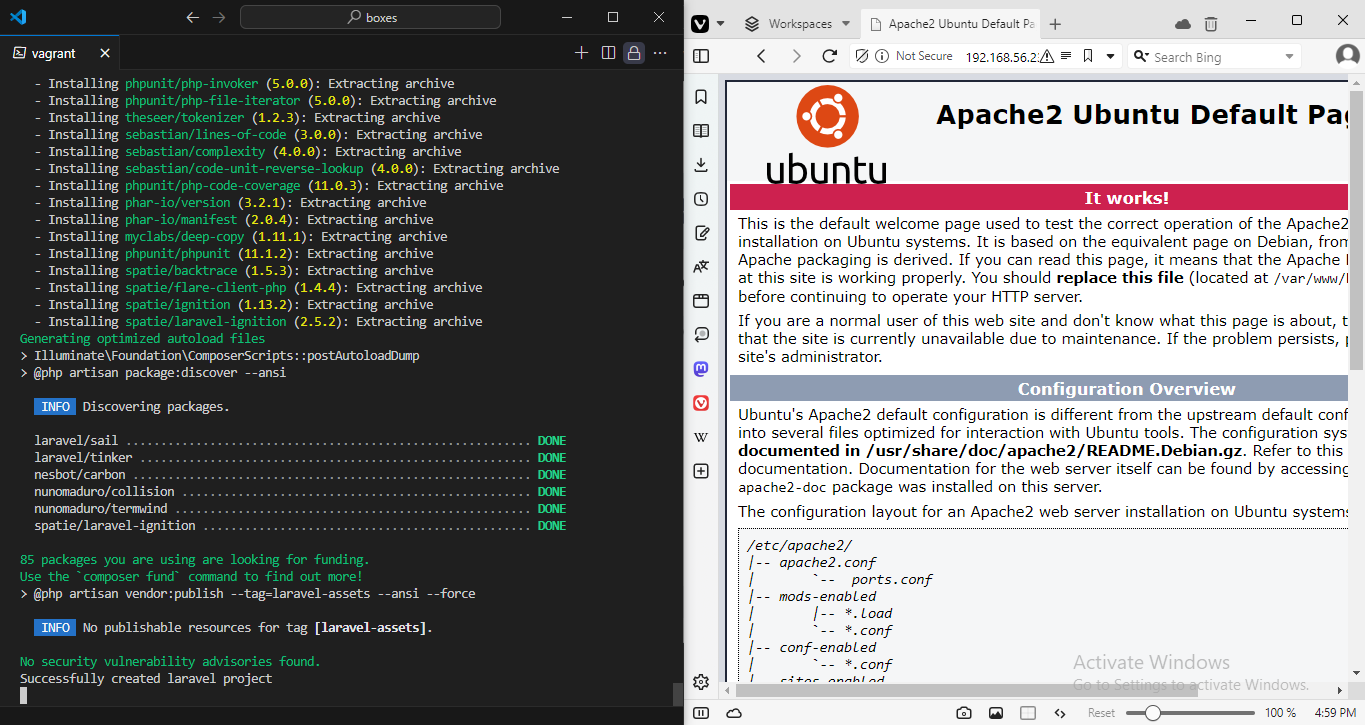 boxes
vagrant
- Installing phpunit/php-invoker (5.0.0): Extracting archive
- Installing phpunit/php-file-iterator (5.0.0): Extracting archive
- Installing theseer/tokenizer (1.2.3): Extracting archive
- Installing sebastian/lines-of-code (3.0.0): Extracting archive
- Installing sebastian/complexity (4.0.0): Extracting archive
- Installing sebastian/code-unit-reverse-lookup (4.0.0): Extracting archive
- Installing phpunit/php-code-coverage (11.0.3): Extracting archive
- Installing phar-io/version (3.2.1): Extracting archive
- Installing phar-io/manifest (2.0.4): Extracting archive
- Installing myclabs/deep-copy (1.11.1): Extracting archive
- Installing phpunit/phpunit (11.1.2): Extracting archive
- Installing spatie/backtrace (1.5.3): Extracting archive
- Installing spatie/flare-client-php (1.4.4): Extracting archive
- Installing spatie/ignition (1.13.2): Extracting archive
- Installing spatie/laravel-ignition (2.5.2): Extracting archive
Generating optimized autoload files
> Illuminate\Foundation\ComposerScripts::postAutoloadDump
> @php artisan package:discover --ansi
INFO Discovering packages.
laravel/sail .......................................................... DONE
laravel/tinker ........................................................ DONE
nesbot/carbon ......................................................... DONE
nunomaduro/collision .................................................. DONE
nunomaduro/termwind ................................................... DONE
spatie/laravel-ignition ............................................... DONE
85 packages you are using are looking for funding.
Use the `composer fund` command to find out more!
> @php artisan vendor:publish --tag=laravel-assets --ansi --force
INFO No publishable resources for tag [laravel-assets].
No security vulnerability advisories found.
Successfully created laravel project
V
Workspaces
Apache2 Ubuntu Default Pa
Not Secure
192.168.56.2
Search Bing
W
ubuntu
Apache2 Ubuntu Default Pa
It works!
This is the default welcome page used to test the correct operation of the Apache2
installation on Ubuntu systems. It is based on the equivalent page on Debian, from
Apache packaging is derived. If you can read this page, it means that the Apache
at this site is working properly. You should replace this file (located at /var/www/
before continuing to operate your HTTP server.
If you are a normal user of this web site and don't know what this page is about,
that the site is currently unavailable due to maintenance. If the problem persists,
site's administrator.
Configuration Overview
Ubuntu's Apache2 default configuration is different from the upstream default conf
into several files optimized for interaction with Ubuntu tools. The configuration sys
documented in /usr/share/doc/apache2/README.Debian.gz. Refer to this
documentation. Documentation for the web server itself can be found by accessing
apache2-doc package was installed on this server.
The configuration layout for an Apache2 web server installation on Ubuntu systems
/etc/apache2/
|-- apache2.conf
| `-- ports.conf
|-- mods-enabled
| |-- *.load
| `-- *.conf
|-- conf-enabled
| `-- *.conf
|-- sites-enabled
Activate Windows
Go to Settings to activate Windows.
Reset
100 %
4:59 PM